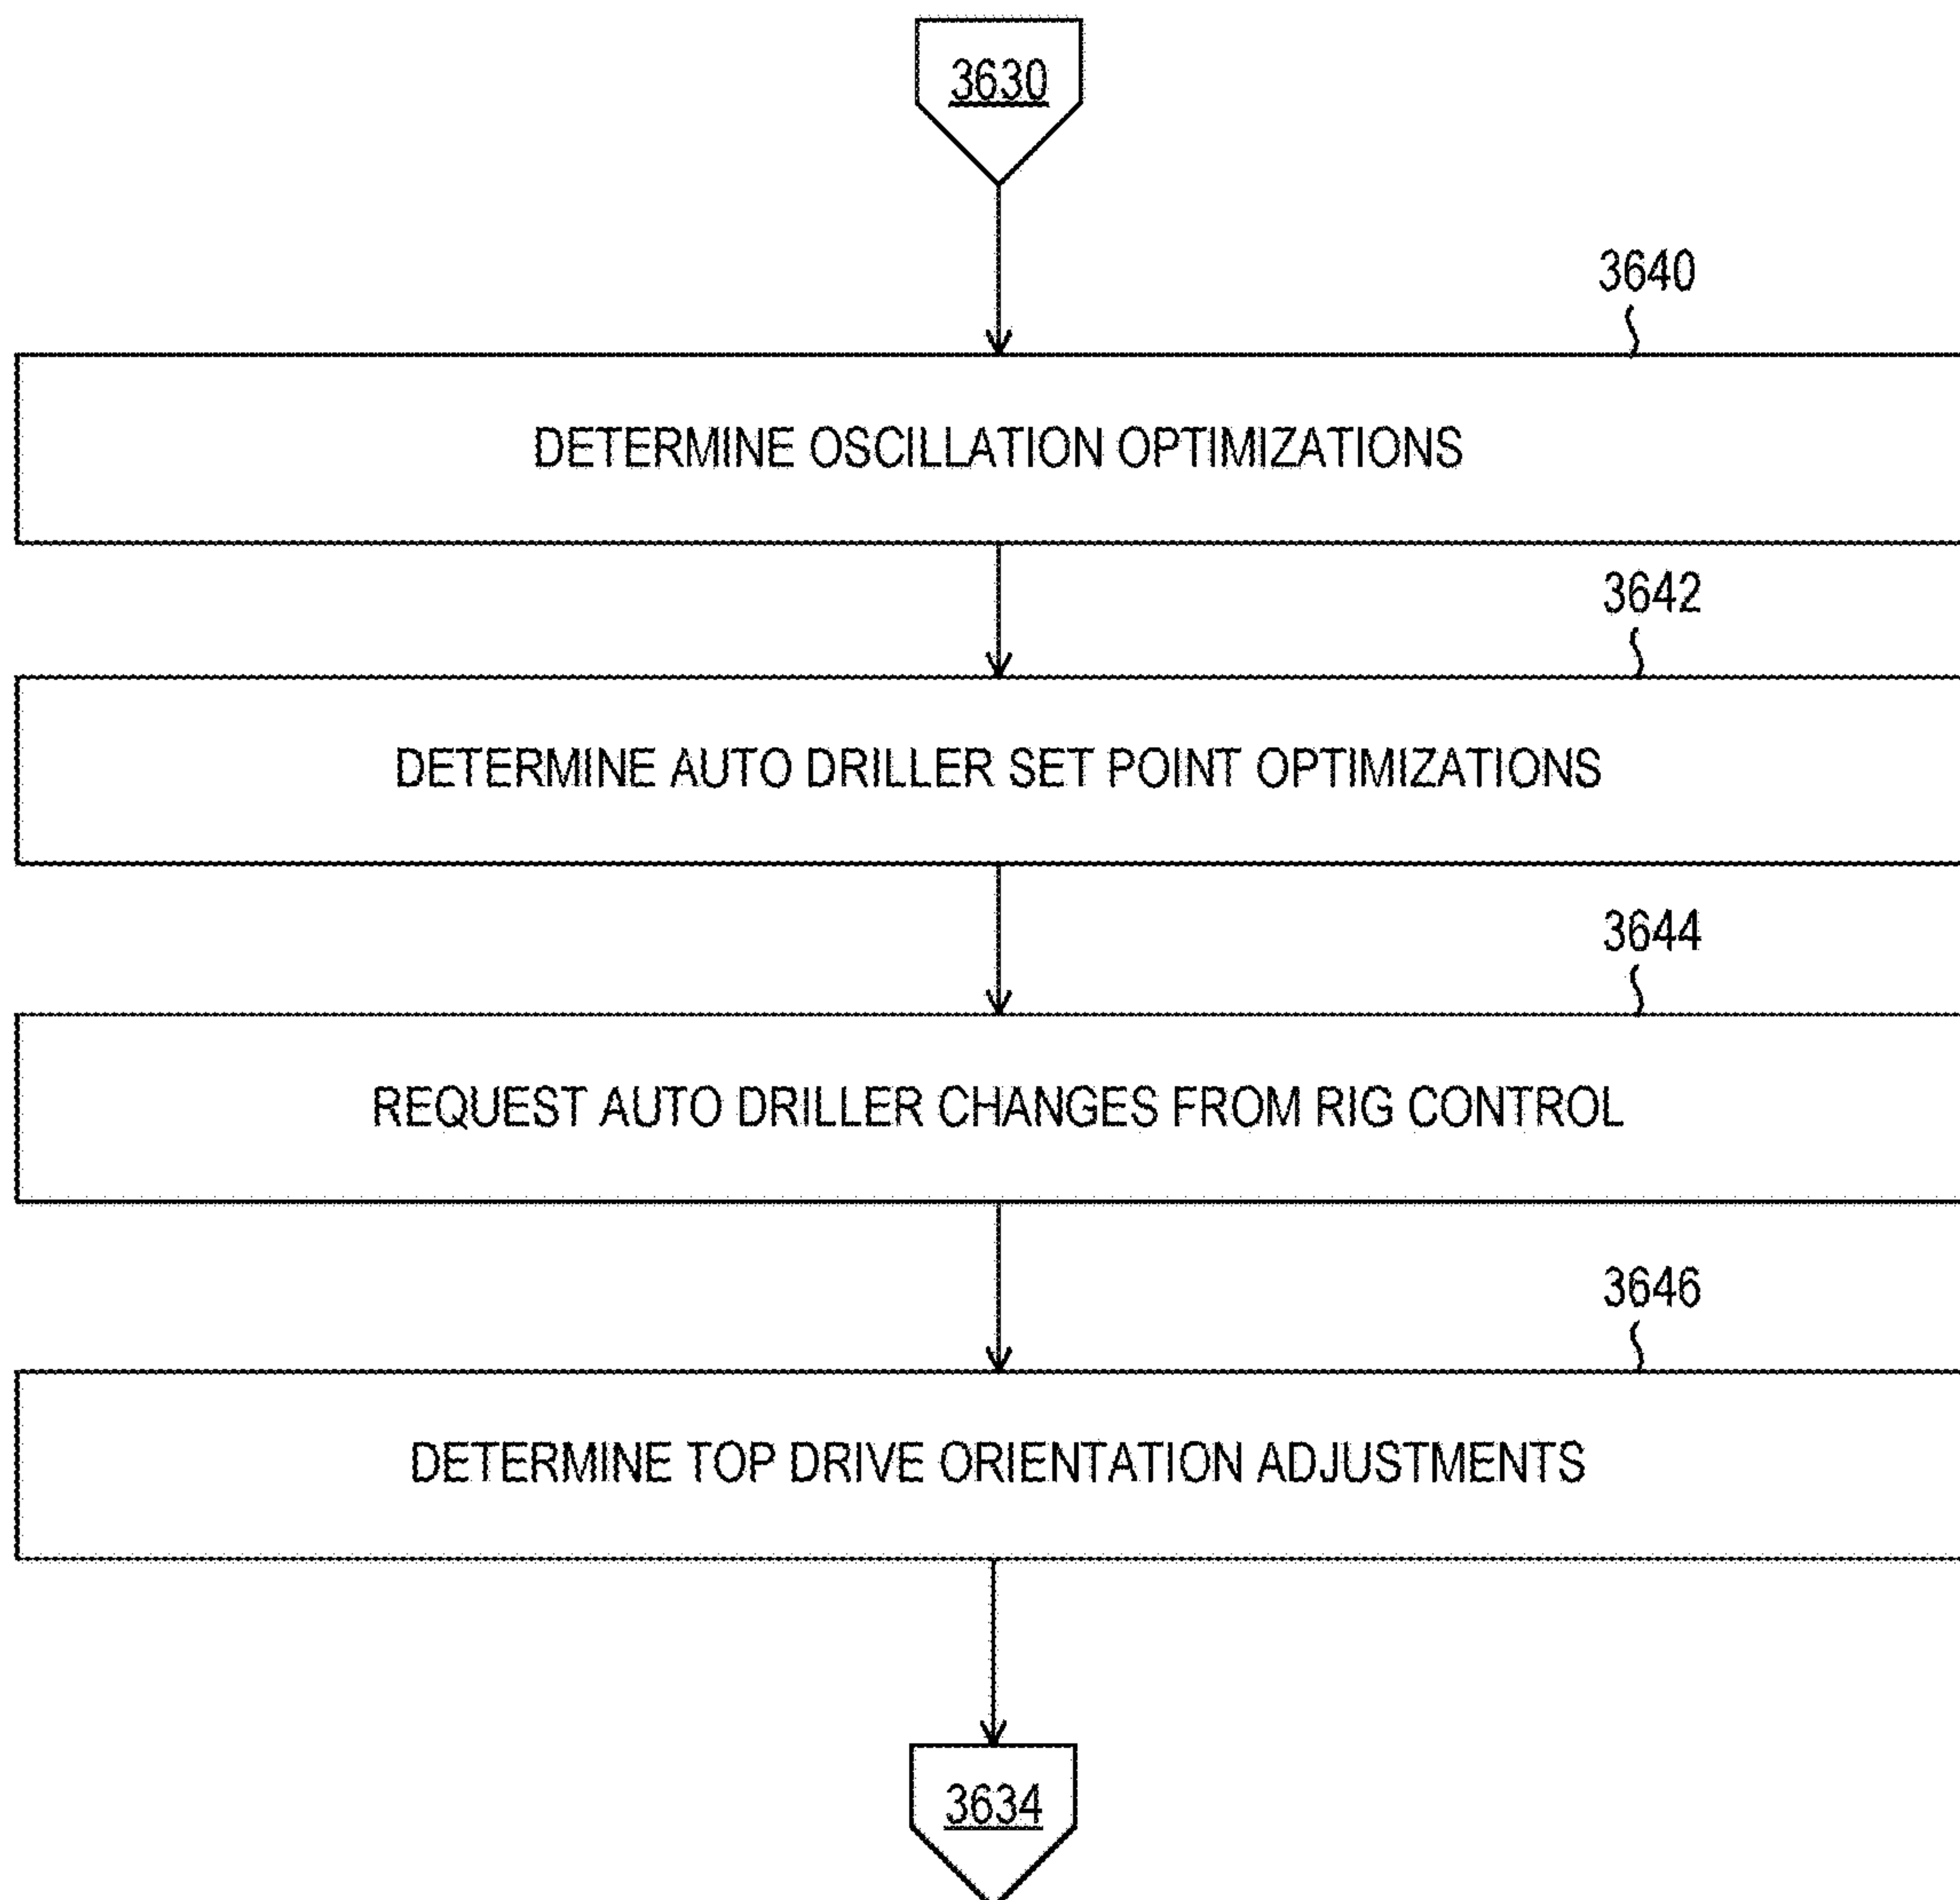 3630
3640
DETERMINE OSCILLATION OPTIMIZATIONS
3642
DETERMINE AUTO DRILLER SET POINT OPTIMIZATIONS
3644
REQUEST AUTO DRILLER CHANGES FROM RIG CONTROL
3646
DETERMINE TOP DRIVE ORIENTATION ADJUSTMENTS
3634